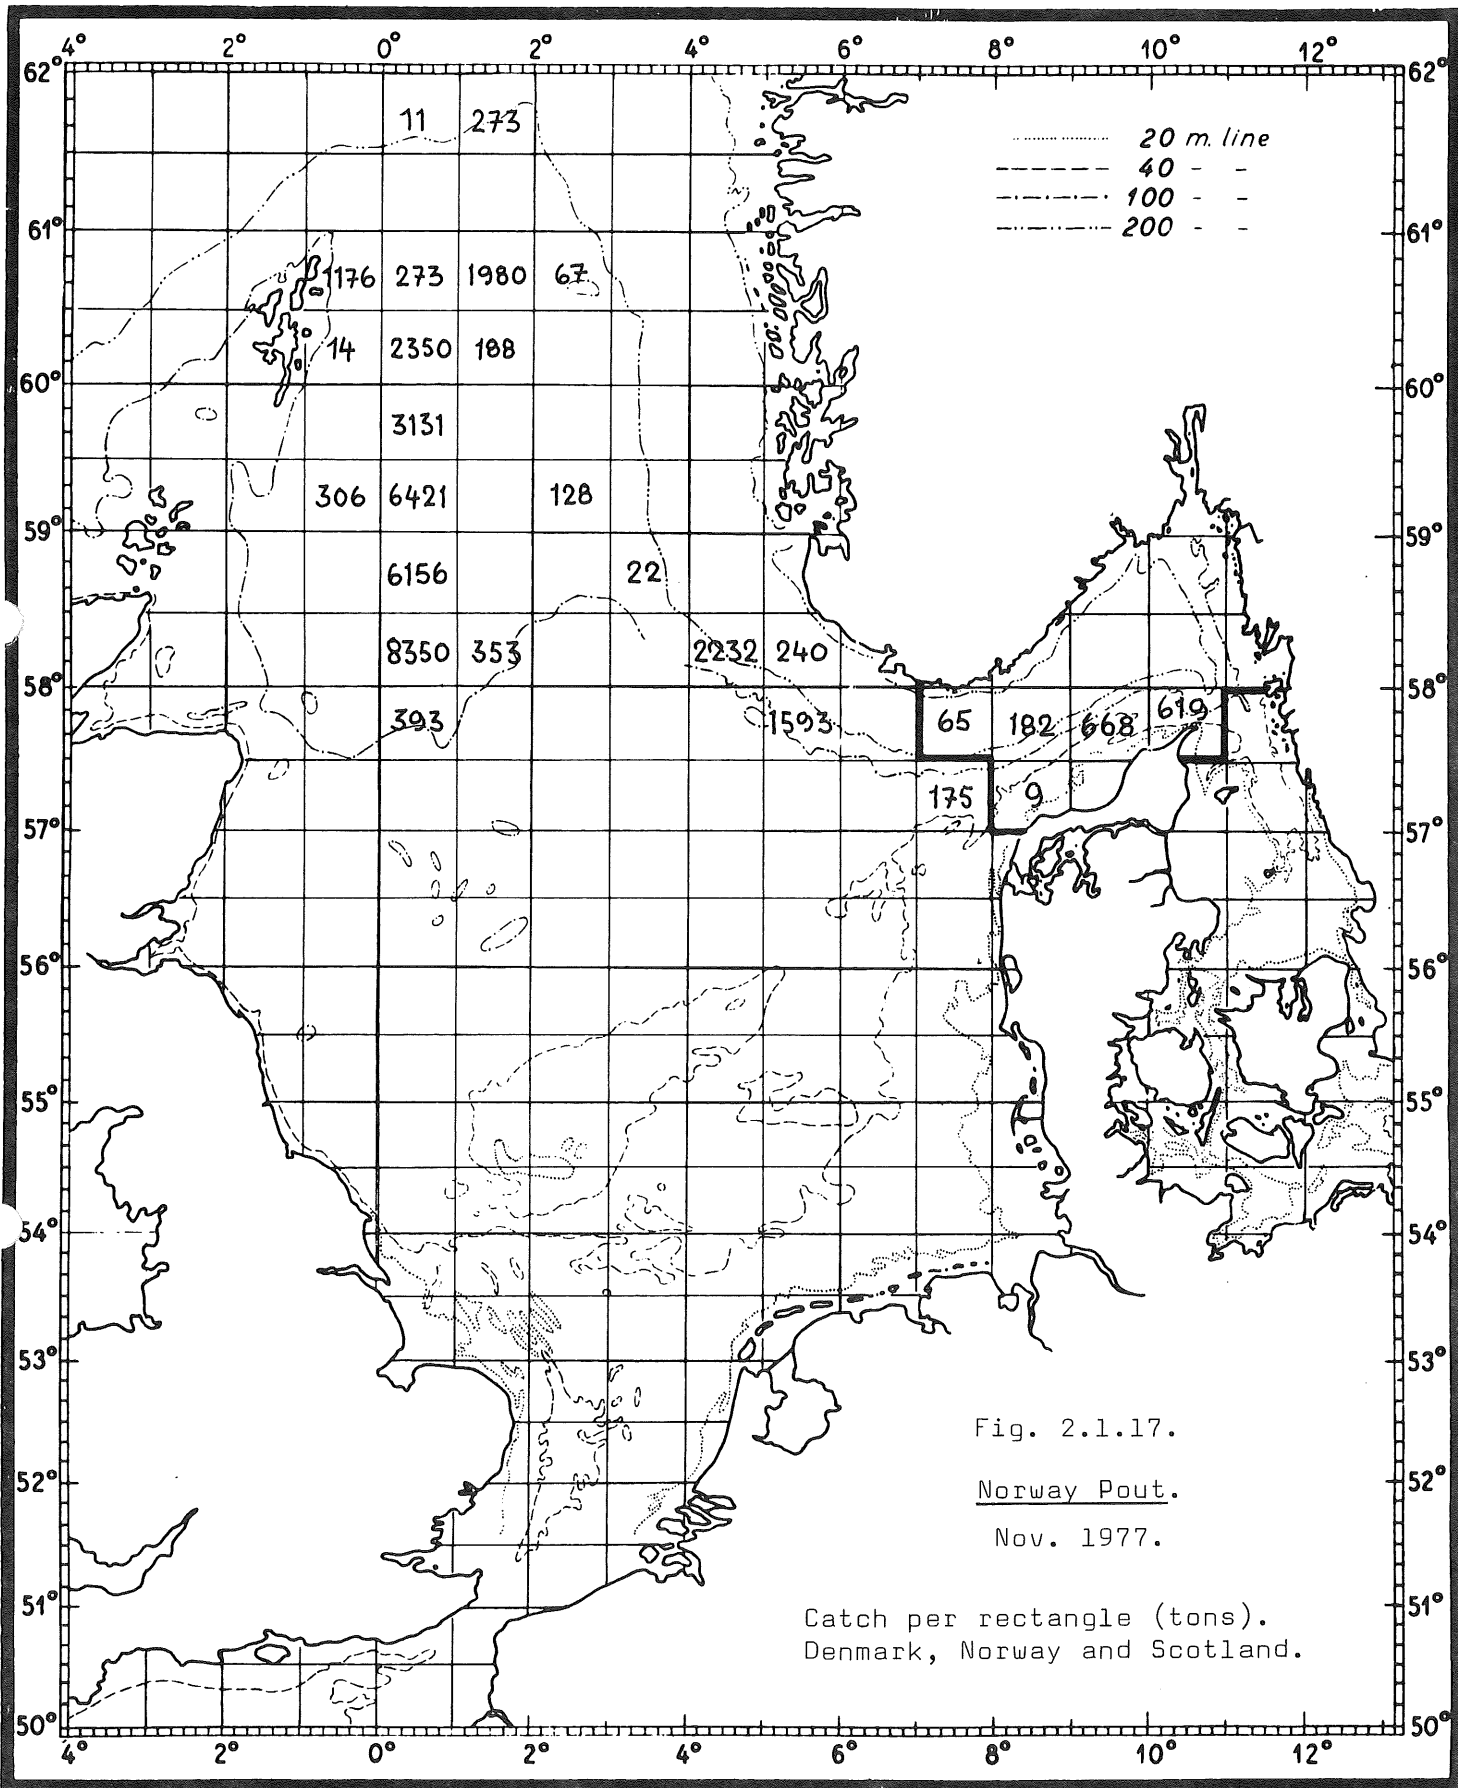 4° 2° 0° 2° 4° 6° 8° 10° 12°
62° 62°
11 273
20 m. line
40 - -
100 - -
200 - -
61° 61°
1176 273 1980 67
14 2350 188
60° 60°
3131
306 6421 128
59° 59°
6156 22
8350 353 2232 240
58° 58°
393 1593 65 182 668 619
175 9
57° 57°
56° 56°
55° 55°
54° 54°
53° 53°
Fig. 2.1.17.
52° 52°
Norway Pout.
Nov. 1977.
51° 51°
Catch per rectangle (tons).
Denmark, Norway and Scotland.
50° 50°
4° 2° 0° 2° 4° 6° 8° 10° 12°